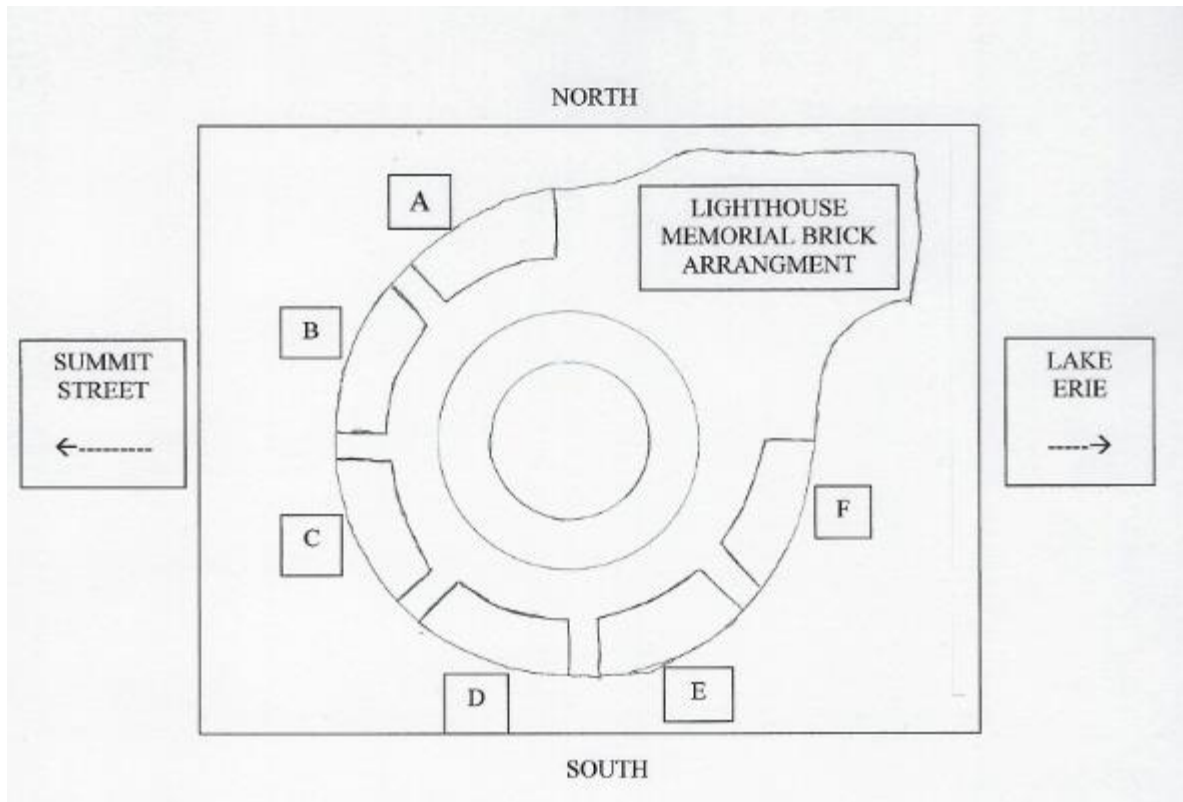 NORTH
A
LIGHTHOUSE
MEMORIAL BRICK
ARRANGMENT
B
SUMMIT
STREET
←---------
LAKE
ERIE
-----→
F
C
D
E
SOUTH